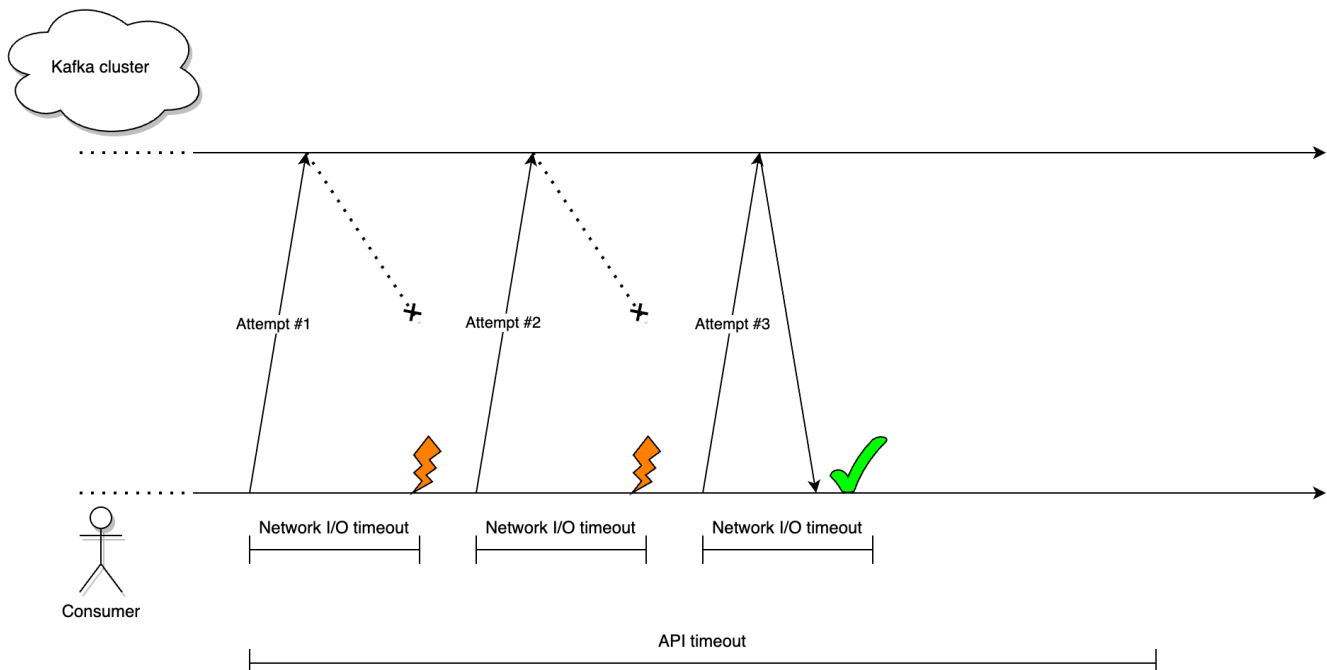 Kafka cluster
Attempt #1
Attempt #2
Attempt #3
Network I/O timeout
Network I/O timeout
Network I/O timeout
Consumer
API timeout